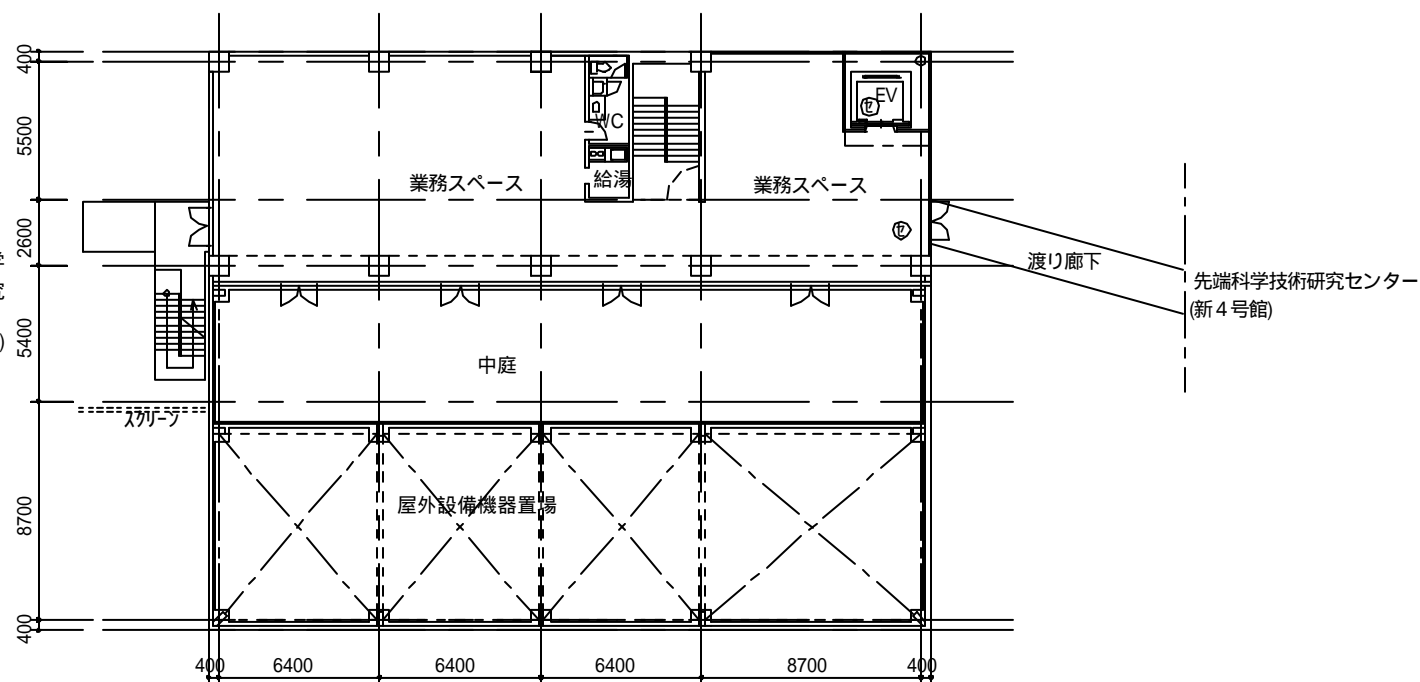 400
5500
2600
5400
8700
400
EV
セ
WC
業務スペース
給湯
業務スペース
セ
渡り廊下
先端科学技術研究センター
(新4号館)
)
中庭
スクリーン
屋外設備機器置場
400
6400
6400
6400
8700
400